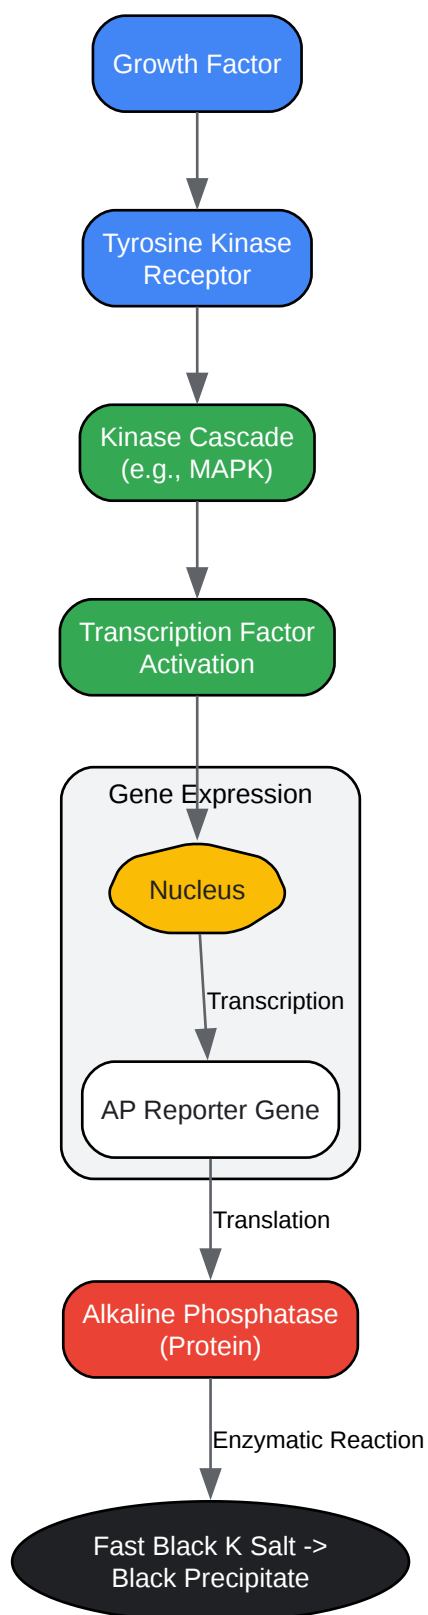 Growth Factor
Tyrosine Kinase
Receptor
Kinase Cascade
(e.g., MAPK)
Transcription Factor
Activation
Gene Expression
Nucleus
Transcription
AP Reporter Gene
Translation
Alkaline Phosphatase
(Protein)
Enzymatic Reaction
Fast Black K Salt ->
Black Precipitate